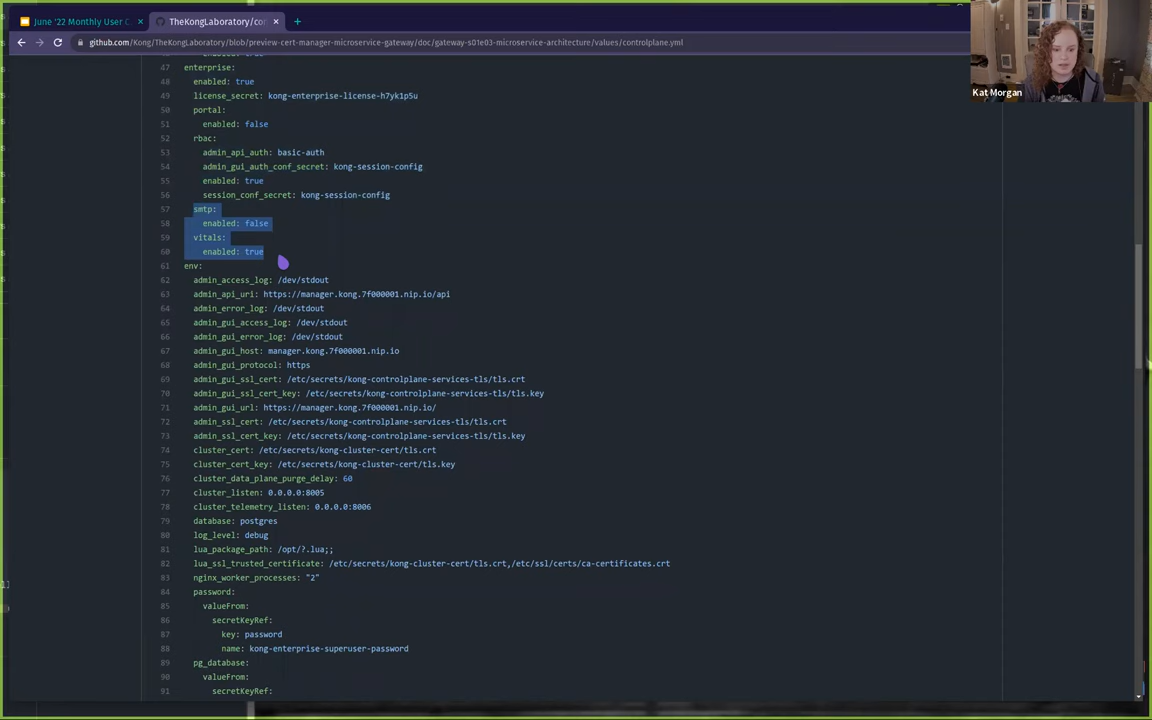 June '22 Monthly User C
TheKongLaboratory/co
github.com/Kong/TheKongLaboratory/blob/preview-cert-manager-microservice-gateway/doc/gateway-s01e03-microservice-architecture/values/controlplane.yml
Kat Morgan
47 enterprise:
48 enabled: true
49 license_secret: kong-enterprise-license-h7yk1p5u
50 portal:
51 enabled: false
52 rbac:
53 admin_api_auth: basic-auth
54 admin_gui_auth_conf_secret: kong-session-config
55 enabled: true
56 session_conf_secret: kong-session-config
57 smtp:
58 enabled: false
59 vitals:
60 enabled: true
61 env:
62 admin_access_log: /dev/stdout
63 admin_api_uri: https://manager.kong.7f000001.nip.io/api
64 admin_error_log: /dev/stdout
65 admin_gui_access_log: /dev/stdout
66 admin_gui_error_log: /dev/stdout
67 admin_gui_host: manager.kong.7f000001.nip.io
68 admin_gui_protocol: https
69 admin_gui_ssl_cert: /etc/secrets/kong-controlplane-services-tls/tls.crt
70 admin_gui_ssl_cert_key: /etc/secrets/kong-controlplane-services-tls/tls.key
71 admin_gui_url: https://manager.kong.7f000001.nip.io/
72 admin_ssl_cert: /etc/secrets/kong-controlplane-services-tls/tls.crt
73 admin_ssl_cert_key: /etc/secrets/kong-controlplane-services-tls/tls.key
74 cluster_cert: /etc/secrets/kong-cluster-cert/tls.crt
75 cluster_cert_key: /etc/secrets/kong-cluster-cert/tls.key
76 cluster_data_plane_purge_delay: 60
77 cluster_listen: 0.0.0.0:8005
78 cluster_telemetry_listen: 0.0.0.0:8006
79 database: postgres
80 log_level: debug
81 lua_package_path: /opt/?.lua;;
82 lua_ssl_trusted_certificate: /etc/secrets/kong-cluster-cert/tls.crt,/etc/ssl/certs/ca-certificates.crt
83 nginx_worker_processes: "2"
84 password:
85 valueFrom:
86 secretKeyRef:
87 key: password
88 name: kong-enterprise-superuser-password
89 pg_database:
90 valueFrom:
91 secretKeyRef: